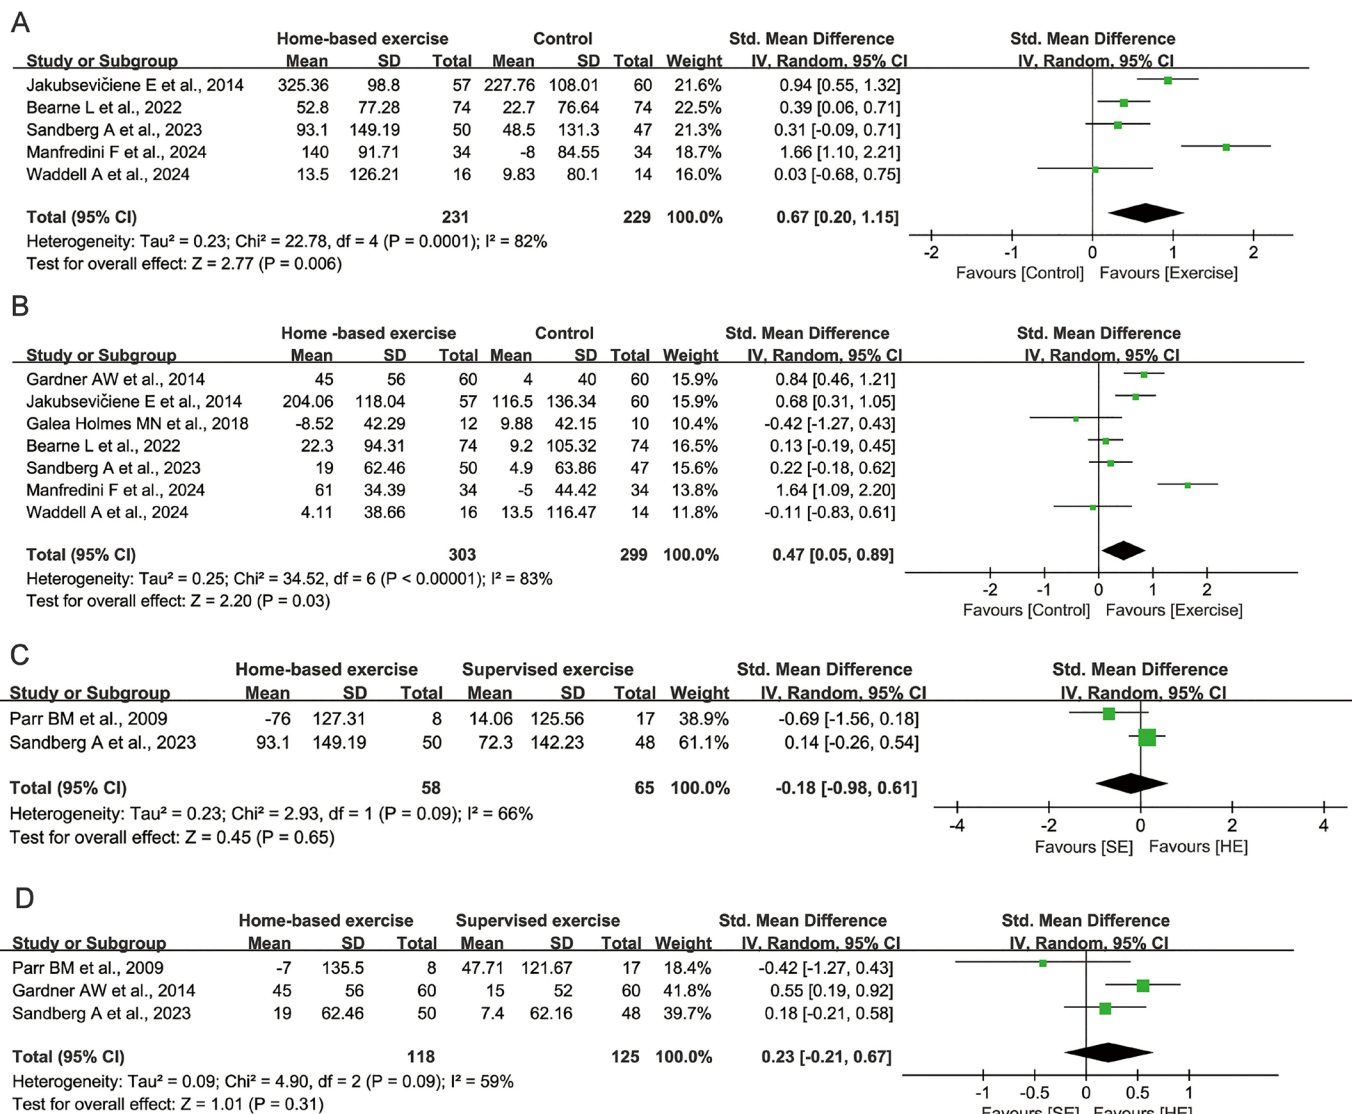 A
Home-based exercise Control Std. Mean Difference Std. Mean Difference
Study or Subgroup Mean SD Total Mean SD Total Weight IV, Random, 95% CI IV, Random, 95% CI
Jakubsevičiene E et al., 2014 325.36 98.8 57 227.76 108.01 60 21.6% 0.94 [0.55, 1.32]
Bearne L et al., 2022 52.8 77.28 74 22.7 76.64 74 22.5% 0.39 [0.06, 0.71]
Sandberg A et al., 2023 93.1 149.19 50 48.5 131.3 47 21.3% 0.31 [-0.09, 0.71]
Manfredini F et al., 2024 140 91.71 34 -8 84.55 34 18.7% 1.66 [1.10, 2.21]
Waddell A et al., 2024 13.5 126.21 16 9.83 80.1 14 16.0% 0.03 [-0.68, 0.75]
Total (95% CI) 231 229 100.0% 0.67 [0.20, 1.15]
Heterogeneity: Tau² = 0.23; Chi² = 22.78, df = 4 (P = 0.0001); I² = 82%
Test for overall effect: Z = 2.77 (P = 0.006)
-2 -1 0 1 2
Favours [Control] Favours [Exercise]
B
Home -based exercise Control Std. Mean Difference Std. Mean Difference
Study or Subgroup Mean SD Total Mean SD Total Weight IV, Random, 95% CI IV, Random, 95% CI
Gardner AW et al., 2014 45 56 60 4 40 60 15.9% 0.84 [0.46, 1.21]
Jakubsevičiene E et al., 2014 204.06 118.04 57 116.5 136.34 60 15.9% 0.68 [0.31, 1.05]
Galea Holmes MN et al., 2018 -8.52 42.29 12 9.88 42.15 10 10.4% -0.42 [-1.27, 0.43]
Bearne L et al., 2022 22.3 94.31 74 9.2 105.32 74 16.5% 0.13 [-0.19, 0.45]
Sandberg A et al., 2023 19 62.46 50 4.9 63.86 47 15.6% 0.22 [-0.18, 0.62]
Manfredini F et al., 2024 61 34.39 34 -5 44.42 34 13.8% 1.64 [1.09, 2.20]
Waddell A et al., 2024 4.11 38.66 16 13.5 116.47 14 11.8% -0.11 [-0.83, 0.61]
Total (95% CI) 303 299 100.0% 0.47 [0.05, 0.89]
Heterogeneity: Tau² = 0.25; Chi² = 34.52, df = 6 (P < 0.00001); I² = 83%
Test for overall effect: Z = 2.20 (P = 0.03)
-2 -1 0 1 2
Favours [Control] Favours [Exercise]
C
Home-based exercise Supervised exercise Std. Mean Difference Std. Mean Difference
Study or Subgroup Mean SD Total Mean SD Total Weight IV, Random, 95% CI IV, Random, 95% CI
Parr BM et al., 2009 -76 127.31 8 14.06 125.56 17 38.9% -0.69 [-1.56, 0.18]
Sandberg A et al., 2023 93.1 149.19 50 72.3 142.23 48 61.1% 0.14 [-0.26, 0.54]
Total (95% CI) 58 65 100.0% -0.18 [-0.98, 0.61]
Heterogeneity: Tau² = 0.23; Chi² = 2.93, df = 1 (P = 0.09); I² = 66%
Test for overall effect: Z = 0.45 (P = 0.65)
-4 -2 0 2 4
Favours [SE] Favours [HE]
D
Home-based exercise Supervised exercise Std. Mean Difference Std. Mean Difference
Study or Subgroup Mean SD Total Mean SD Total Weight IV, Random, 95% CI IV, Random, 95% CI
Parr BM et al., 2009 -7 135.5 8 47.71 121.67 17 18.4% -0.42 [-1.27, 0.43]
Gardner AW et al., 2014 45 56 60 15 52 60 41.8% 0.55 [0.19, 0.92]
Sandberg A et al., 2023 19 62.46 50 7.4 62.16 48 39.7% 0.18 [-0.21, 0.58]
Total (95% CI) 118 125 100.0% 0.23 [-0.21, 0.67]
Heterogeneity: Tau² = 0.09; Chi² = 4.90, df = 2 (P = 0.09); I² = 59%
Test for overall effect: Z = 1.01 (P = 0.31)
-1 -0.5 0 0.5 1
Favours [SE] Favours [HE]